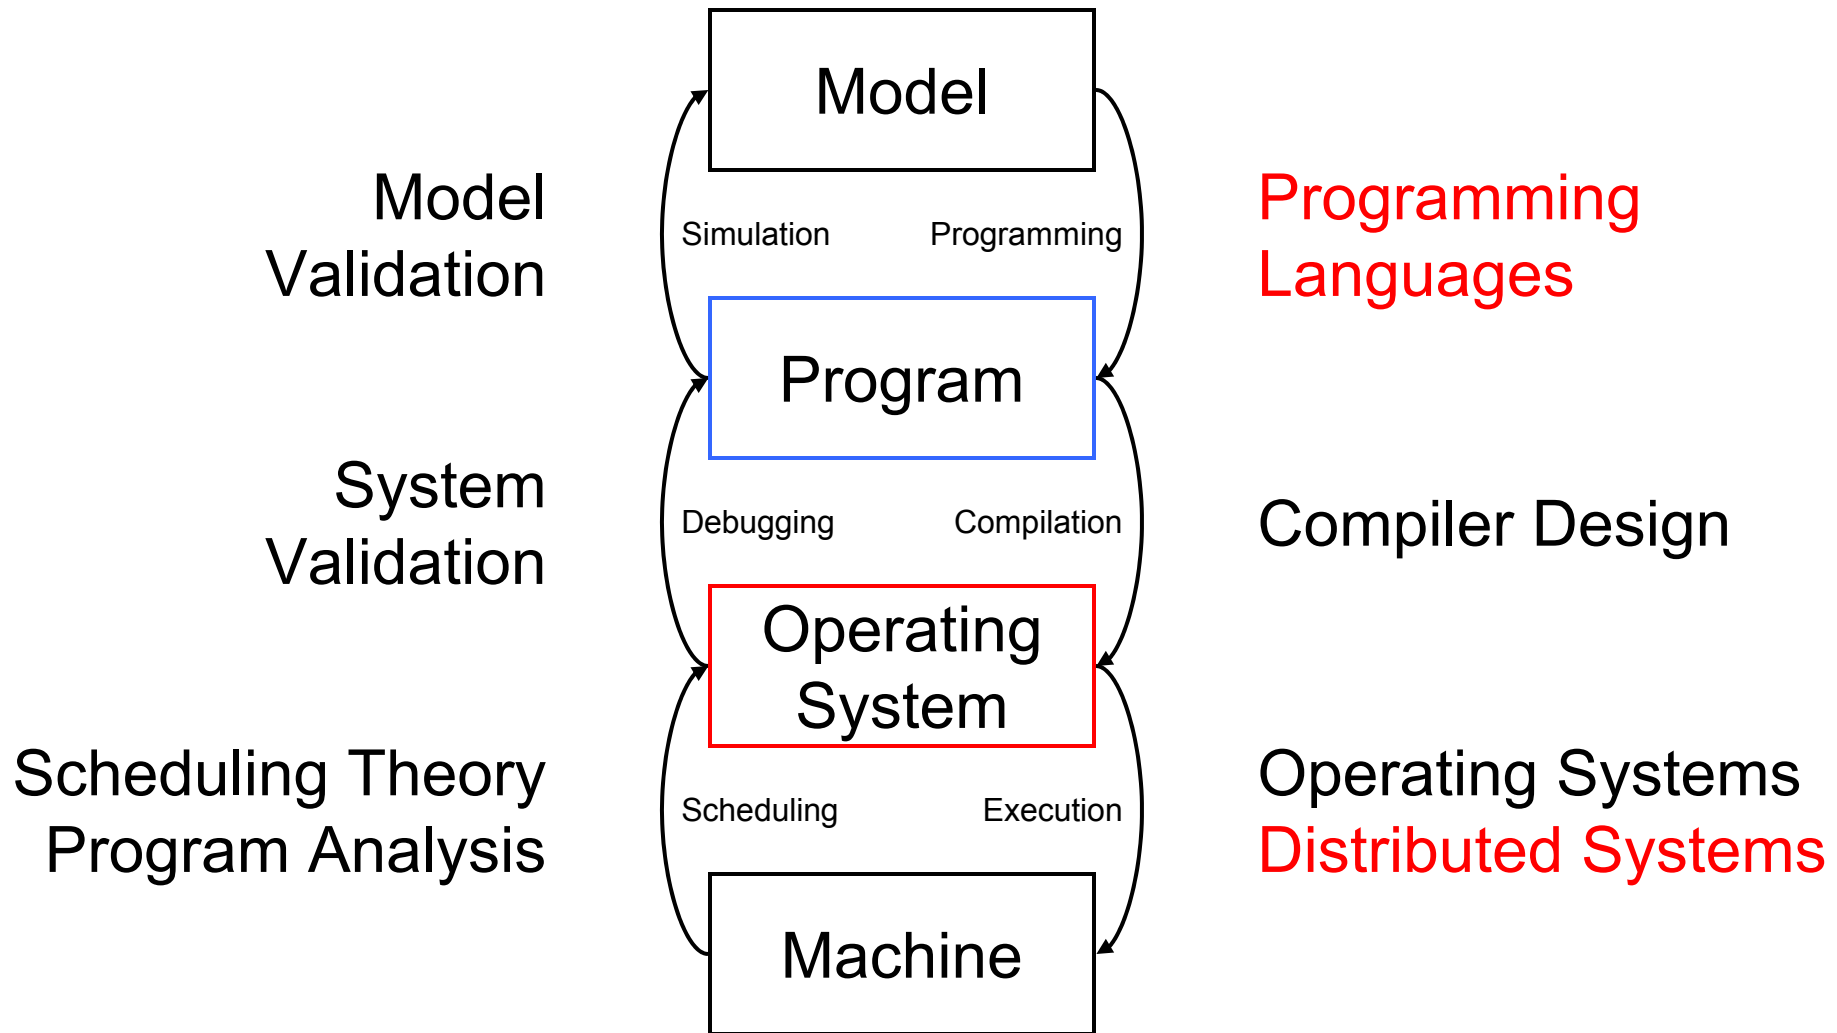 Model
Model
Validation
Simulation
Programming
Programming
Languages
Program
System
Validation
Debugging
Compilation
Compiler Design
Operating
System
Scheduling Theory
Program Analysis
Scheduling
Execution
Operating Systems
Distributed Systems
Machine